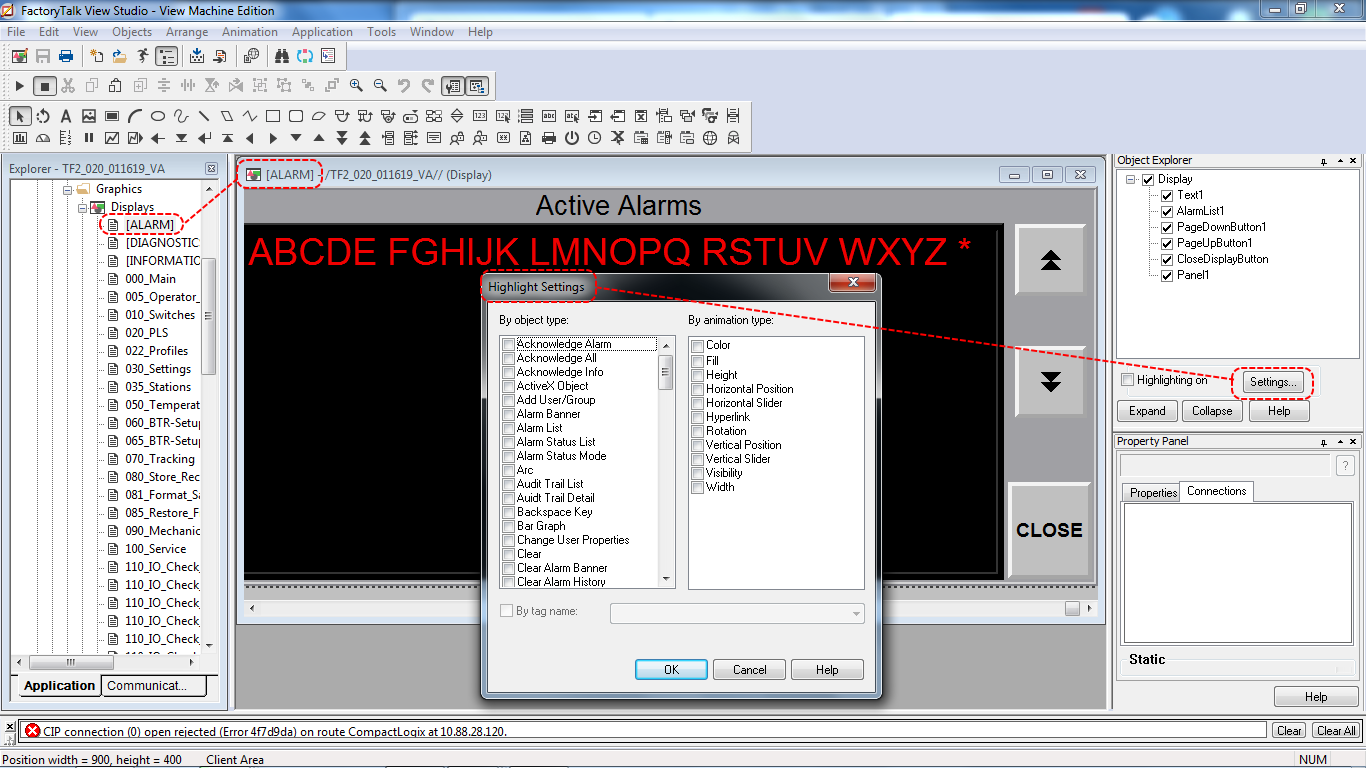 FactoryTalk View Studio - View Machine Edition
File Edit View Objects Arrange Animation Application Tools Window Help
Explorer - TF2_020_011619_VA
Graphics
Displays
[ALARM]
[DIAGNOSTIC
[INFORMATIC
000_Main
005_Operator_
010_Switches
020_PLS
022_Profiles
030_Settings
035_Stations
050_Temperat
060_BTR-Setup
065_BTR-Setup
070_Tracking
080_Store_Rec
081_Format_Sa
085_Restore_F
090_Mechanic
100_Service
110_IO_Check_
110_IO_Check_
110_IO_Check_
110_IO_Check_
110_IO_Check_
Application Communicat...
[ALARM] - /TF2_020_011619_VA// (Display)
Active Alarms
ABCDE FGHIJK LMNOPQ RSTUV WXYZ *
CLOSE
Highlight Settings
By object type:
Acknowledge Alarm
Acknowledge All
Acknowledge Info
ActiveX Object
Add User/Group
Alarm Banner
Alarm List
Alarm Status List
Alarm Status Mode
Arc
Audit Trail List
Auidt Trail Detail
Backspace Key
Bar Graph
Change User Properties
Clear
Clear Alarm Banner
Clear Alarm History
By animation type:
Color
Fill
Height
Horizontal Position
Horizontal Slider
Hyperlink
Rotation
Vertical Position
Vertical Slider
Visibility
Width
By tag name:
OK Cancel Help
Object Explorer
Display
Text1
AlarmList1
PageDownButton1
PageUpButton1
CloseDisplayButton
Panel1
Highlighting on Settings...
Expand Collapse Help
Property Panel
?
Properties Connections
Static
Help
CIP connection (0) open rejected (Error 4f7d9da) on route CompactLogix at 10.88.28.120.
Clear Clear All
Position width = 900, height = 400 Client Area NUM